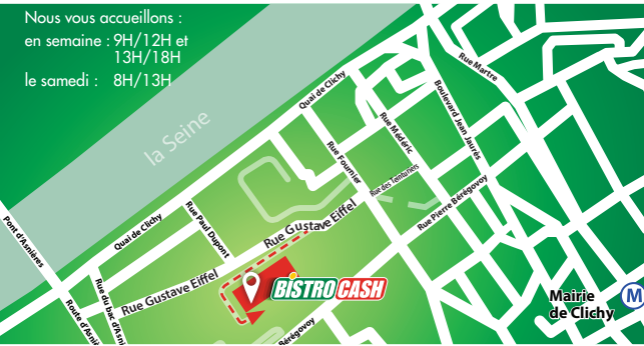 Nous vous accueillons :
en semaine : 9H/12H et
13H/18H
le samedi : 8H/13H
la Seine
Quai de Clichy
Rue Martre
Boulevard Jean Jaurès
Rue Médéric
Rue Fournier
Rue des Teinturiers
Rue Pierre Bérégovoy
Rue Gustave Eiffel
Rue Paul Dupont
Quai de Clichy
Pont d'Asnières
Rue Gustave Eiffel
Rue du bac d'Asni
Route d'Asni
BISTRO CASH
Bérégovoy
Mairie
de Clichy
M